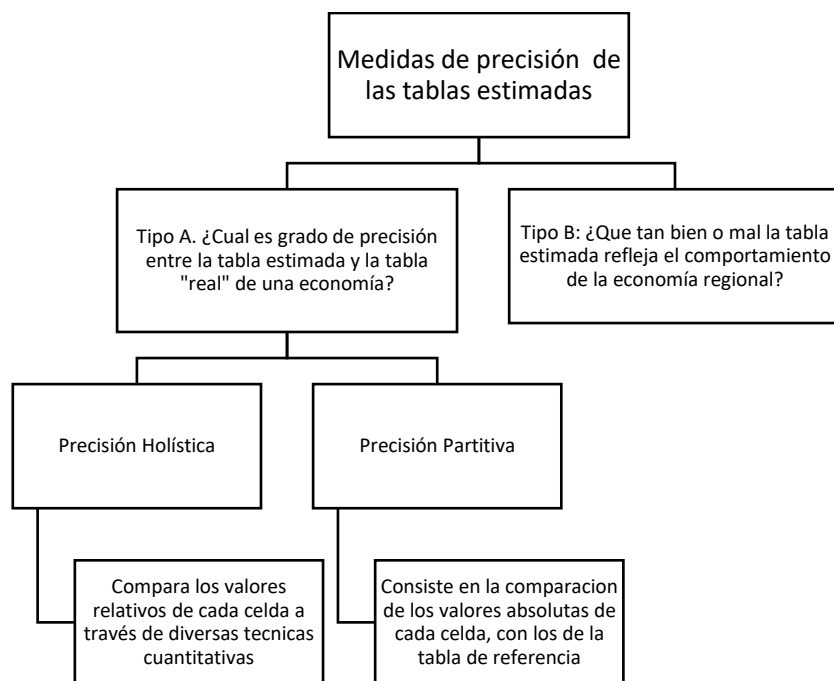 Medidas de precisión de
las tablas estimadas
Tipo A. ¿Cual es grado de precisión
entre la tabla estimada y la tabla
"real" de una economía?
Tipo B: ¿Que tan bien o mal la tabla
estimada refleja el comportamiento
de la economía regional?
Precisión Holística
Precisión Partitiva
Compara los valores
relativos de cada celda a
través de diversas tecnicas
cuantitativas
Consiste en la comparacion
de los valores absolutas de
cada celda, con los de la
tabla de referencia